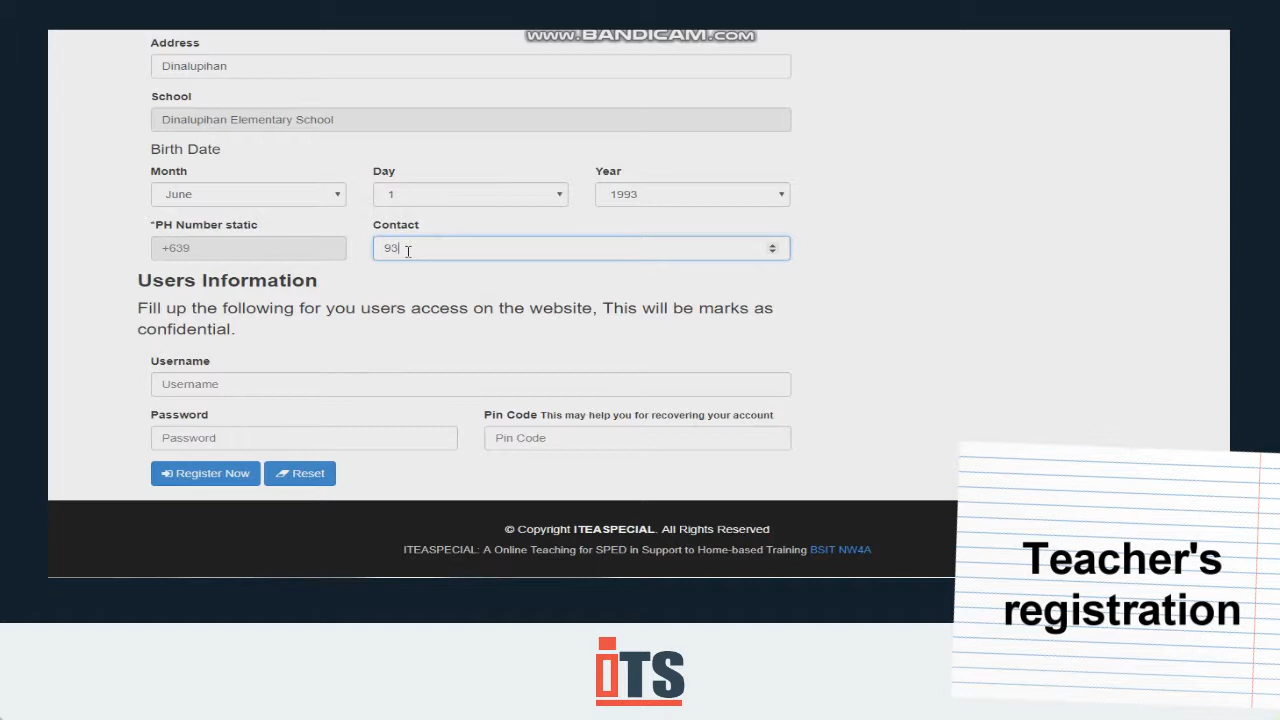 www.BANDICAM.com
Address
Dinalupihan
School
Dinalupihan Elementary School
Birth Date
Month Day Year
June 1 1993
*PH Number static Contact
+639 93
Users Information
Fill up the following for you users access on the website, This will be marks as
confidential.
Username
Username
Password Pin Code This may help you for recovering your account
Password Pin Code
Register Now Reset
© Copyright ITEASPECIAL. All Rights Reserved
ITEASPECIAL: A Online Teaching for SPED in Support to Home-based Training BSIT NW4A
Teacher's
registration
iTS